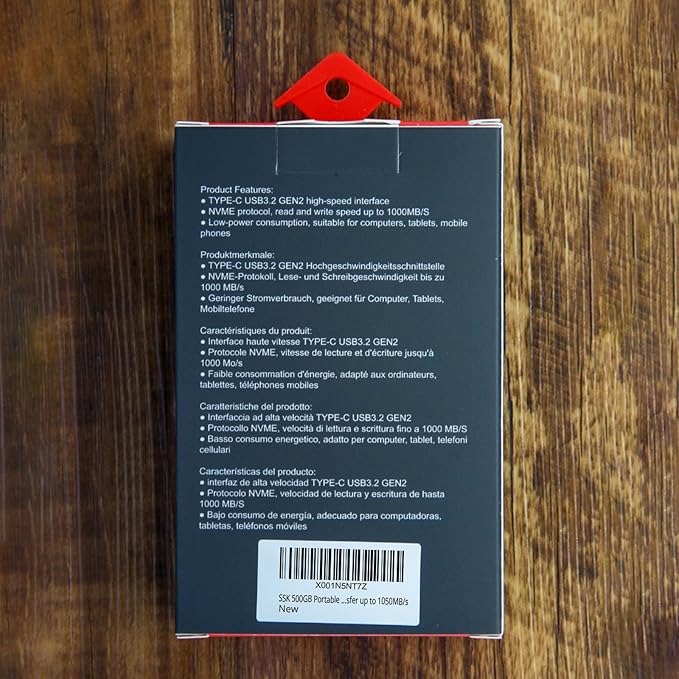 Product Features:
● TYPE-C USB3.2 GEN2 high-speed interface
● NVME protocol, read and write speed up to 1000MB/S
● Low-power consumption, suitable for computers, tablets, mobile
phones
Produktmerkmale:
● TYPE-C USB3.2 GEN2 Hochgeschwindigkeitsschnittstelle
● NVME-Protokoll, Lese- und Schreibgeschwindigkeit bis zu
1000 MB/s
● Geringer Stromverbrauch, geeignet für Computer, Tablets,
Mobiltelefone
Caractéristiques du produit:
● Interface haute vitesse TYPE-C USB3.2 GEN2
● Protocole NVME, vitesse de lecture et d'écriture jusqu'à
1000 Mo/s
● Faible consommation d'énergie, adapté aux ordinateurs,
tablettes, téléphones mobiles
Caratteristiche del prodotto:
● Interfaccia ad alta velocità TYPE-C USB3.2 GEN2
● Protocollo NVME, velocità di lettura e scrittura fino a 1000 MB/S
● Basso consumo energetico, adatto per computer, tablet, telefoni
cellulari
Características del producto:
● interfaz de alta velocidad TYPE-C USB3.2 GEN2
● Protocolo NVME, velocidad de lectura y escritura de hasta
1000 MB/S
● Bajo consumo de energía, adecuado para computadoras,
tabletas, teléfonos móviles
X001N5NT7Z
SSK 500GB Portable ...sfer up to 1050MB/s
New